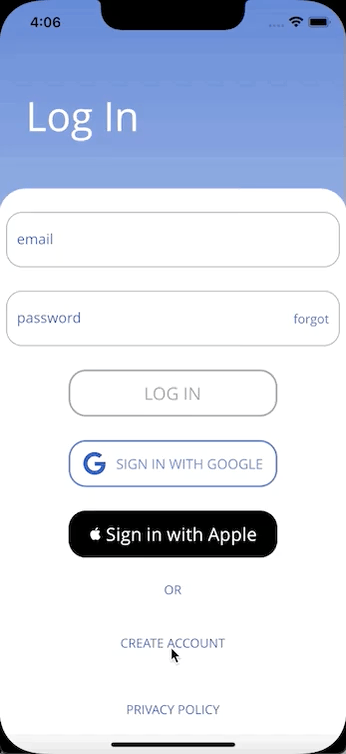 4:06
Log In
email
password forgot
LOG IN
SIGN IN WITH GOOGLE
Sign in with Apple
OR
CREATE ACCOUNT
PRIVACY POLICY